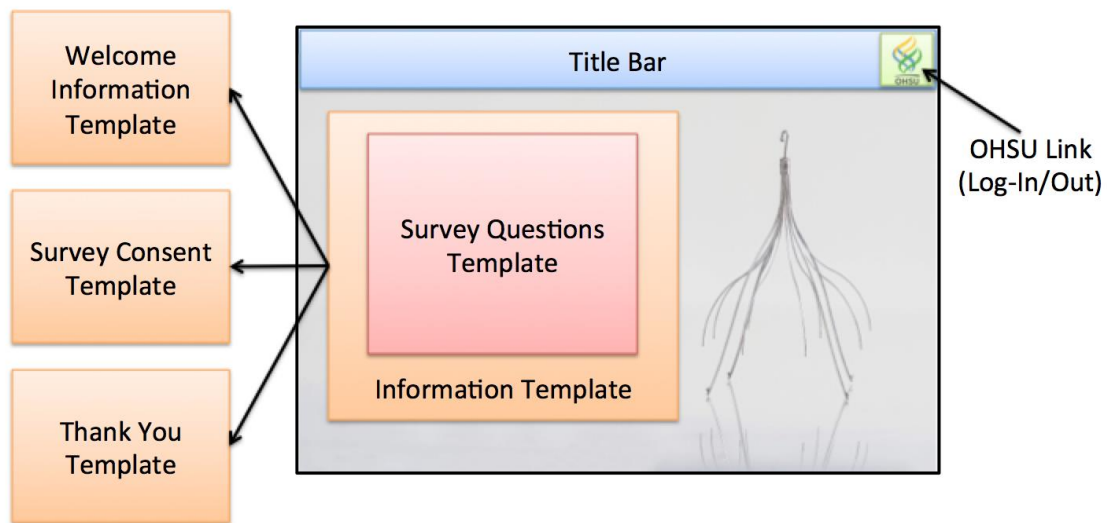 Welcome
Information
Template
Title Bar
OHSU
OHSU Link
(Log-In/Out)
Survey Consent
Template
Survey Questions
Template
Information Template
Thank You
Template